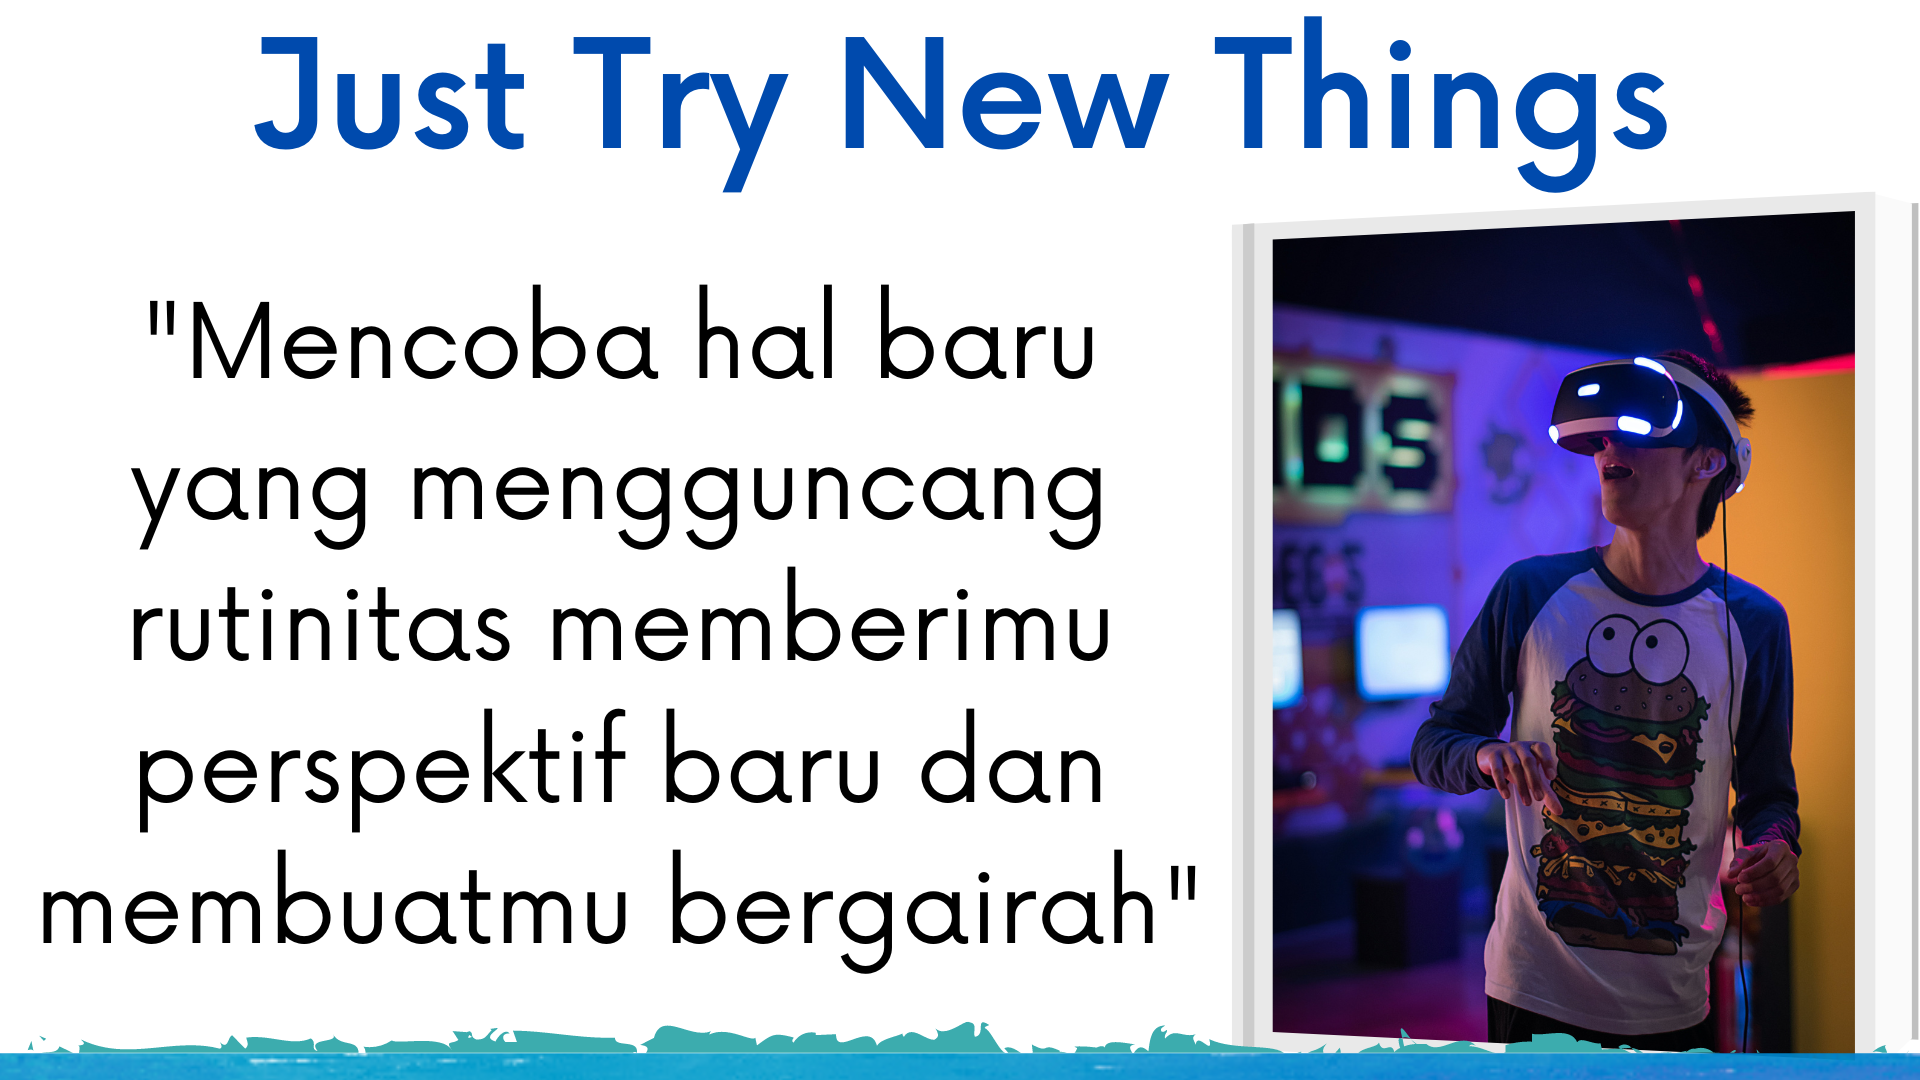 Just Try New Things
"Mencoba hal baru
yang mengguncang
rutinitas memberimu
perspektif baru dan
membuatmu bergairah"